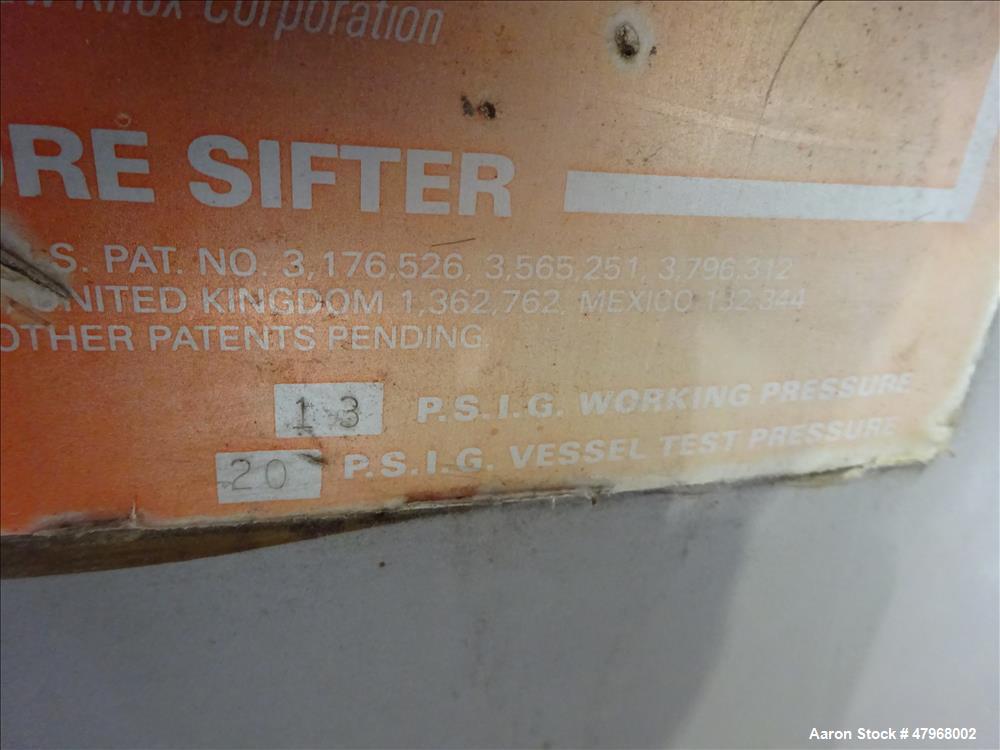 Knox Corporation
RE SIFTER
S. PAT. NO. 3,176,526, 3,565,251, 3,796,312
UNITED KINGDOM 1,362,762, MEXICO 132,344
OTHER PATENTS PENDING
13 P.S.I.G. WORKING PRESSURE
20 P.S.I.G. VESSEL TEST PRESSURE
Aaron Stock # 47968002